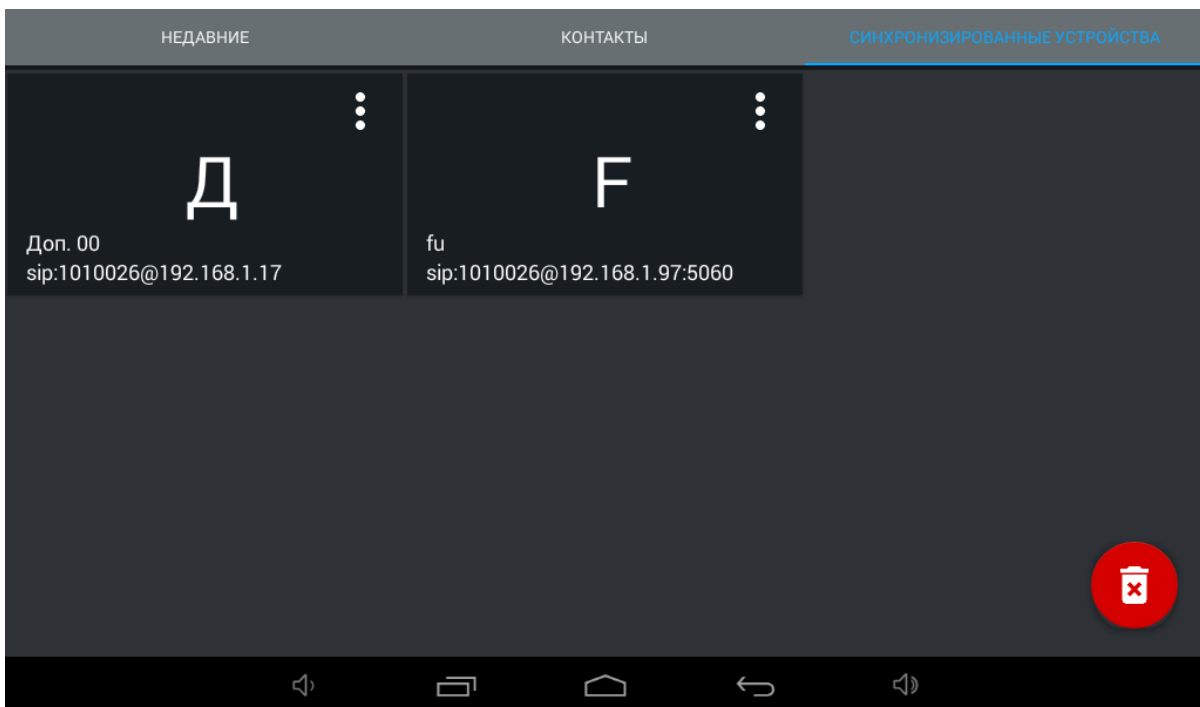 НЕДАВНИЕ
КОНТАКТЫ
СИНХРОНИЗИРОВАННЫЕ УСТРОЙСТВА
Д
Доп. 00
sip:1010026@192.168.1.17
F
fu
sip:1010026@192.168.1.97:5060